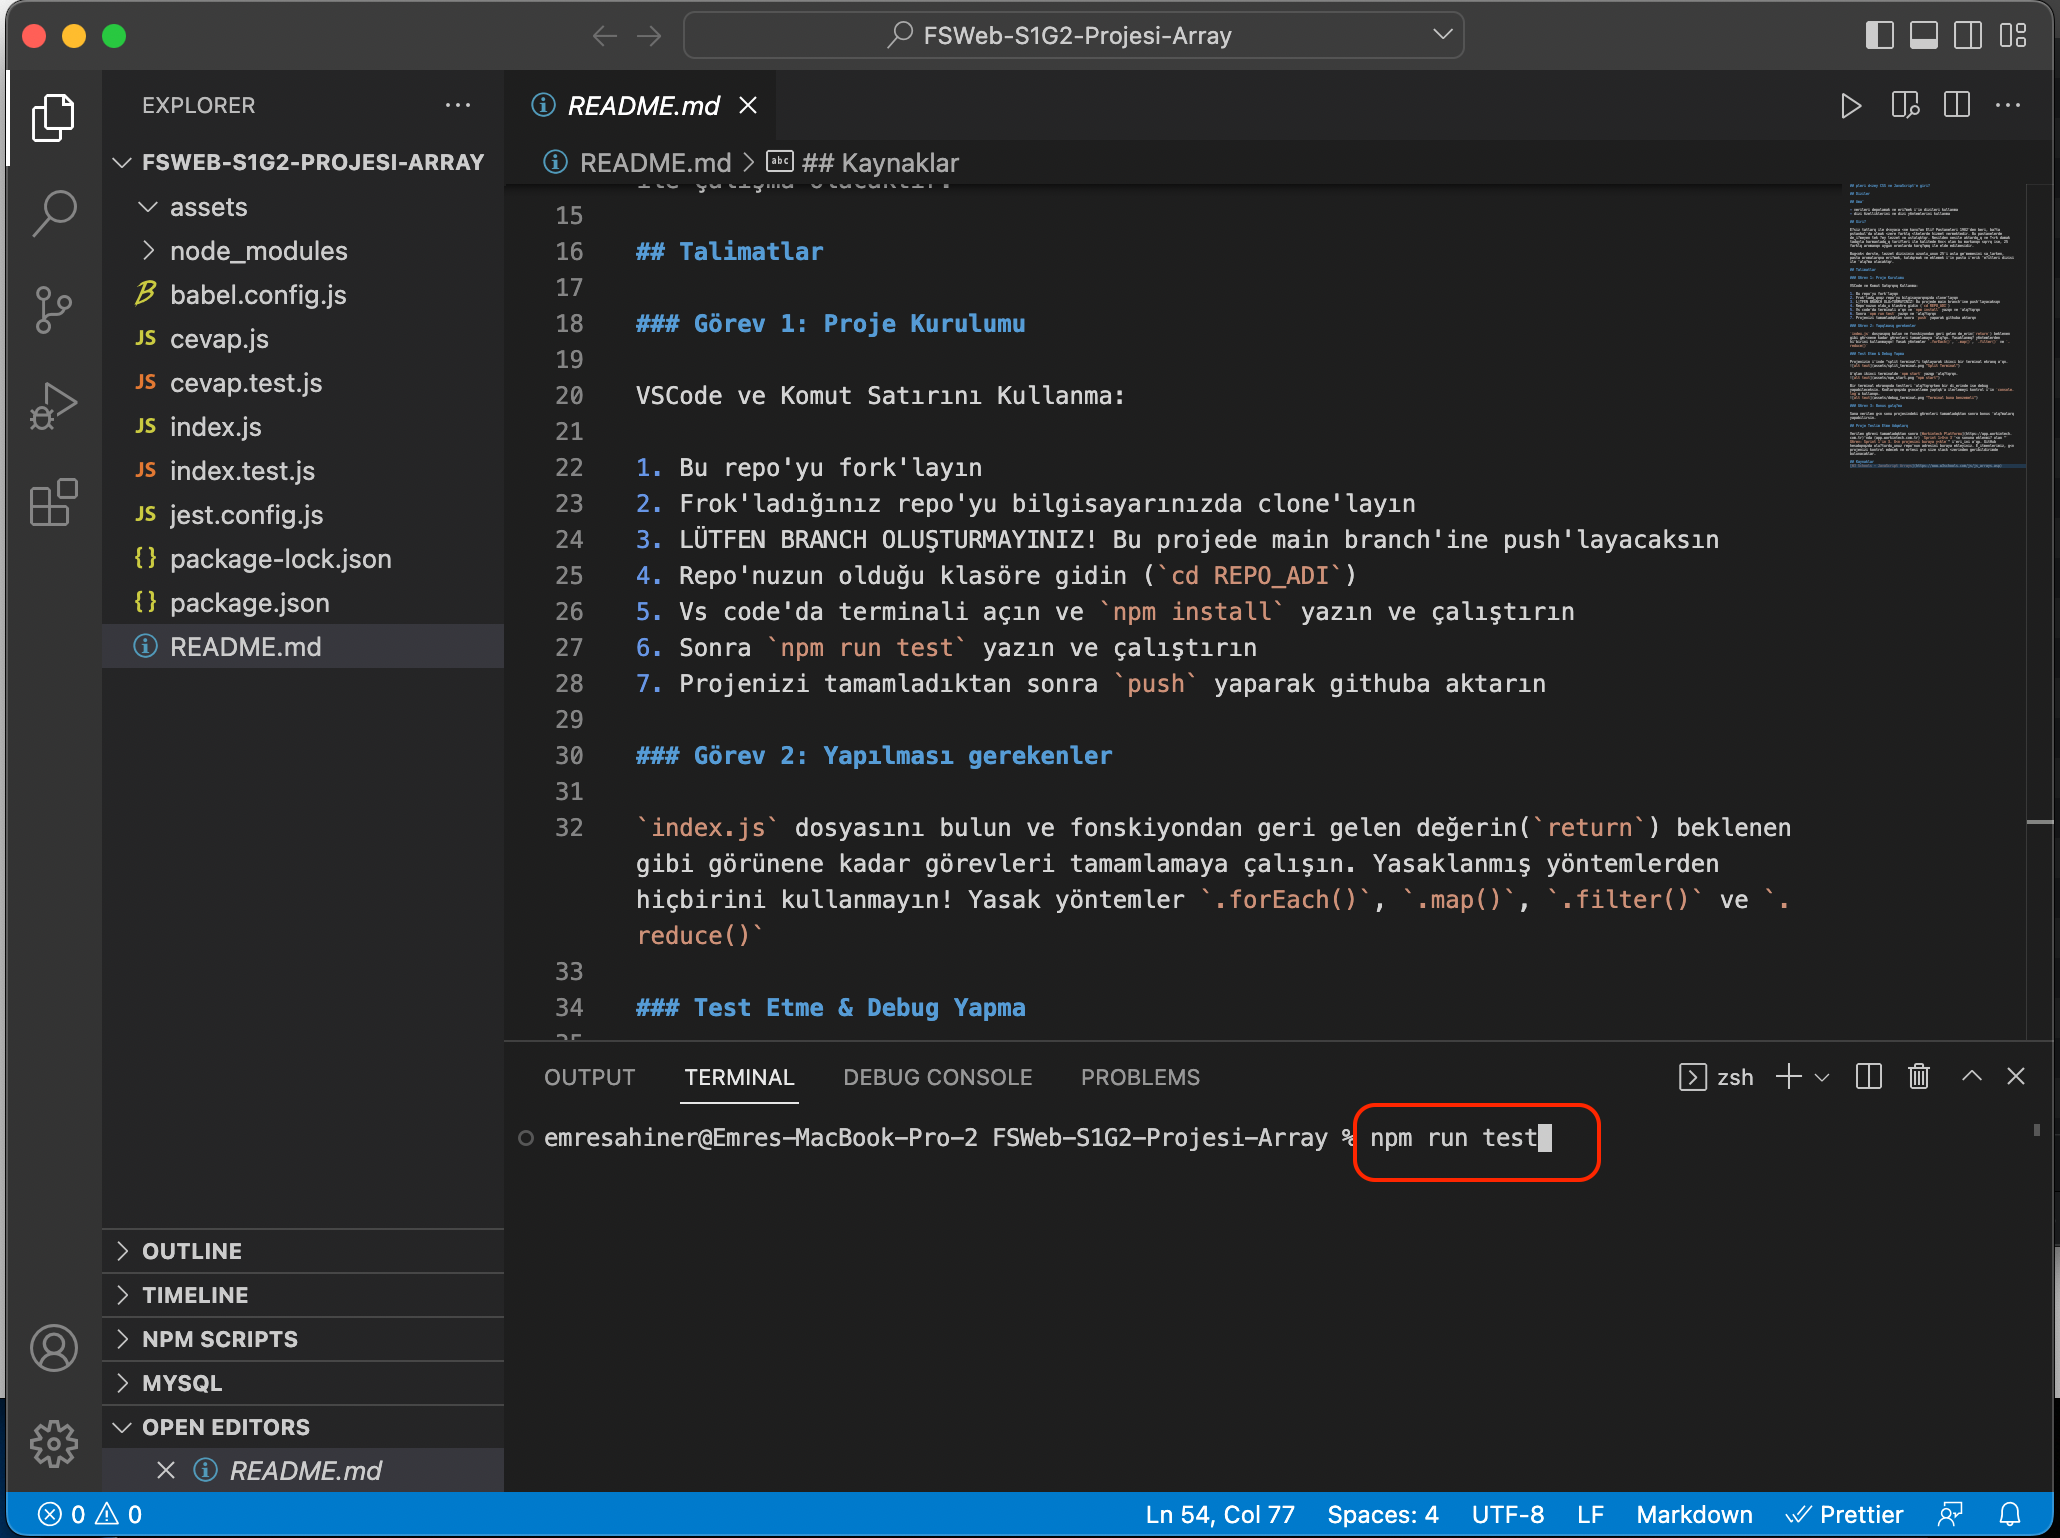 FSWeb-S1G2-Projesi-Array
EXPLORER
FSWEB-S1G2-PROJESI-ARRAY
assets
node_modules
babel.config.js
JS cevap.js
JS cevap.test.js
JS index.js
JS index.test.js
JS jest.config.js
{} package-lock.json
{} package.json
README.md
OUTLINE
TIMELINE
NPM SCRIPTS
MYSQL
OPEN EDITORS
README.md
README.md
README.md > abc ## Kaynaklar
ile çalışma olacaktır.
15
16 ## Talimatlar
17
18 ### Görev 1: Proje Kurulumu
19
20 VSCode ve Komut Satırını Kullanma:
21
22 1. Bu repo'yu fork'layın
23 2. Frok'ladığınız repo'yu bilgisayarınızda clone'layın
24 3. LÜTFEN BRANCH OLUŞTURMAYINIZ! Bu projede main branch'ine push'layacaksın
25 4. Repo'nuzun olduğu klasöre gidin (`cd REPO_ADI`)
26 5. Vs code'da terminali açın ve `npm install` yazın ve çalıştırın
27 6. Sonra `npm run test` yazın ve çalıştırın
28 7. Projenizi tamamladıktan sonra `push` yaparak githuba aktarın
29
30 ### Görev 2: Yapılması gerekenler
31
32 `index.js` dosyasını bulun ve fonskiyondan geri gelen değerin(`return`) beklenen
gibi görünene kadar görevleri tamamlamaya çalışın. Yasaklanmış yöntemlerden
hiçbirini kullanmayın! Yasak yöntemler `.forEach()`, `.map()`, `.filter()` ve `.
reduce()`
33
34 ### Test Etme & Debug Yapma
35
OUTPUT TERMINAL DEBUG CONSOLE PROBLEMS
zsh
emresahiner@Emres-MacBook-Pro-2 FSWeb-S1G2-Projesi-Array % npm run test
0 0
Ln 54, Col 77 Spaces: 4 UTF-8 LF Markdown Prettier